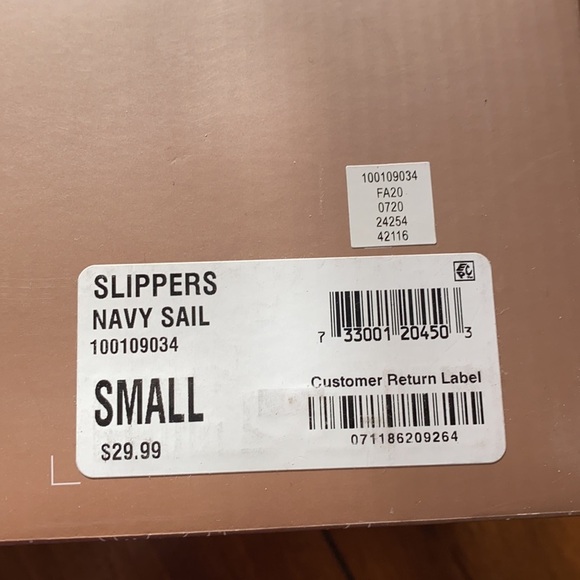 100109034
FA20
0720
24254
42116
SLIPPERS
NAVY SAIL
100109034
SMALL
$29.99
7 33001 20450 3
Customer Return Label
071186209264